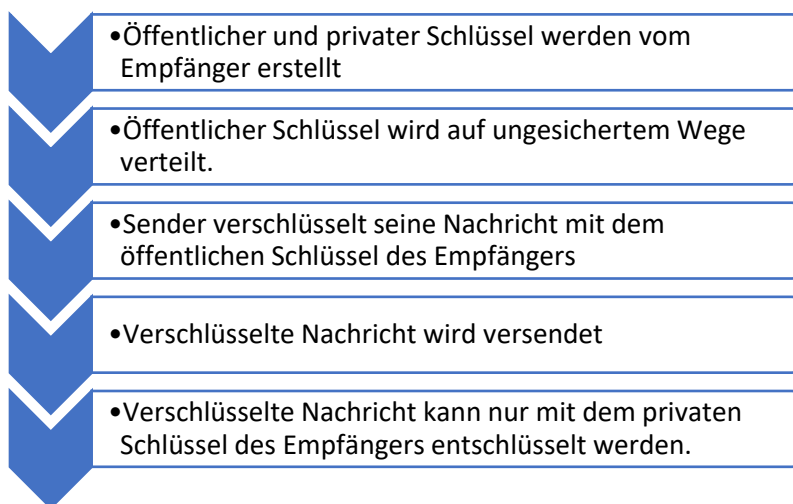 •Öffentlicher und privater Schlüssel werden vom
Empfänger erstellt
•Öffentlicher Schlüssel wird auf ungesichertem Wege
verteilt.
•Sender verschlüsselt seine Nachricht mit dem
öffentlichen Schlüssel des Empfängers
•Verschlüsselte Nachricht wird versendet
•Verschlüsselte Nachricht kann nur mit dem privaten
Schlüssel des Empfängers entschlüsselt werden.